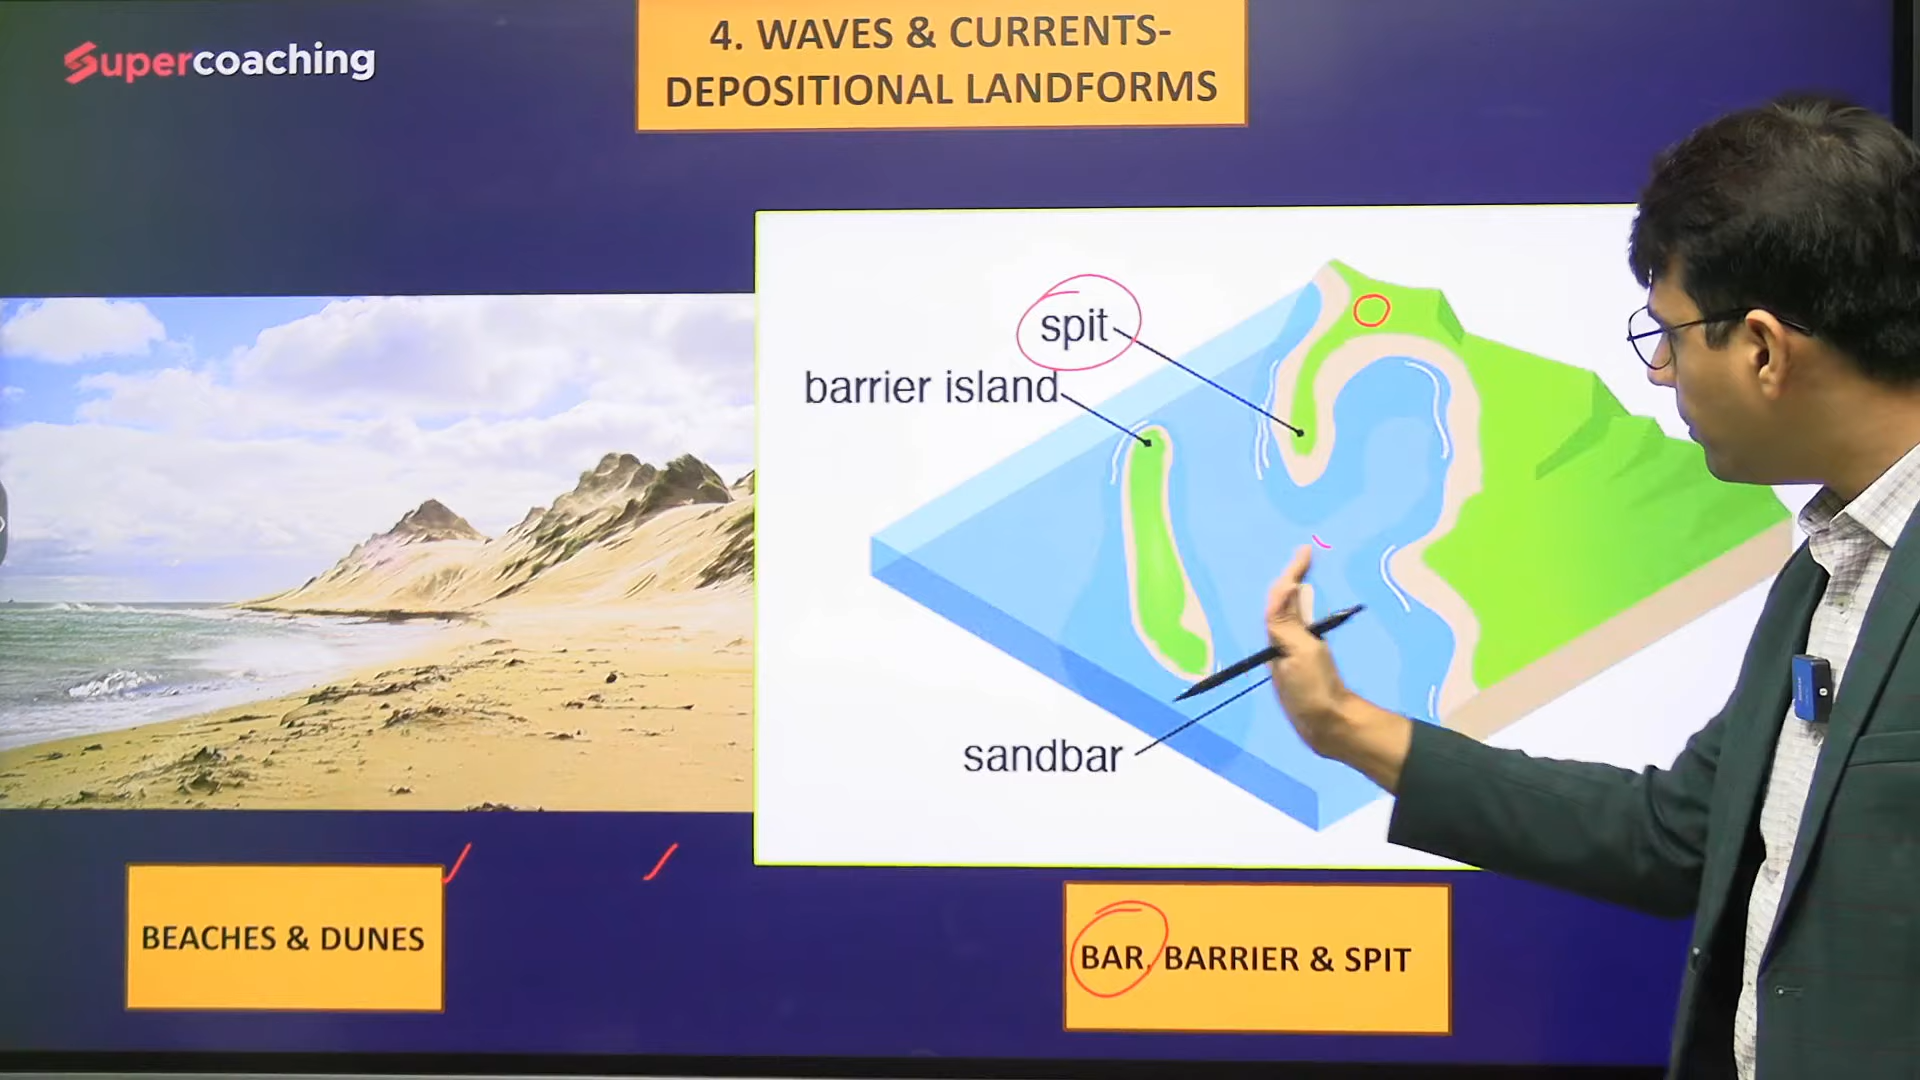 Supercoaching
4. WAVES & CURRENTS-
DEPOSITIONAL LANDFORMS
spit
barrier island
sandbar
BEACHES & DUNES
BAR, BARRIER & SPIT